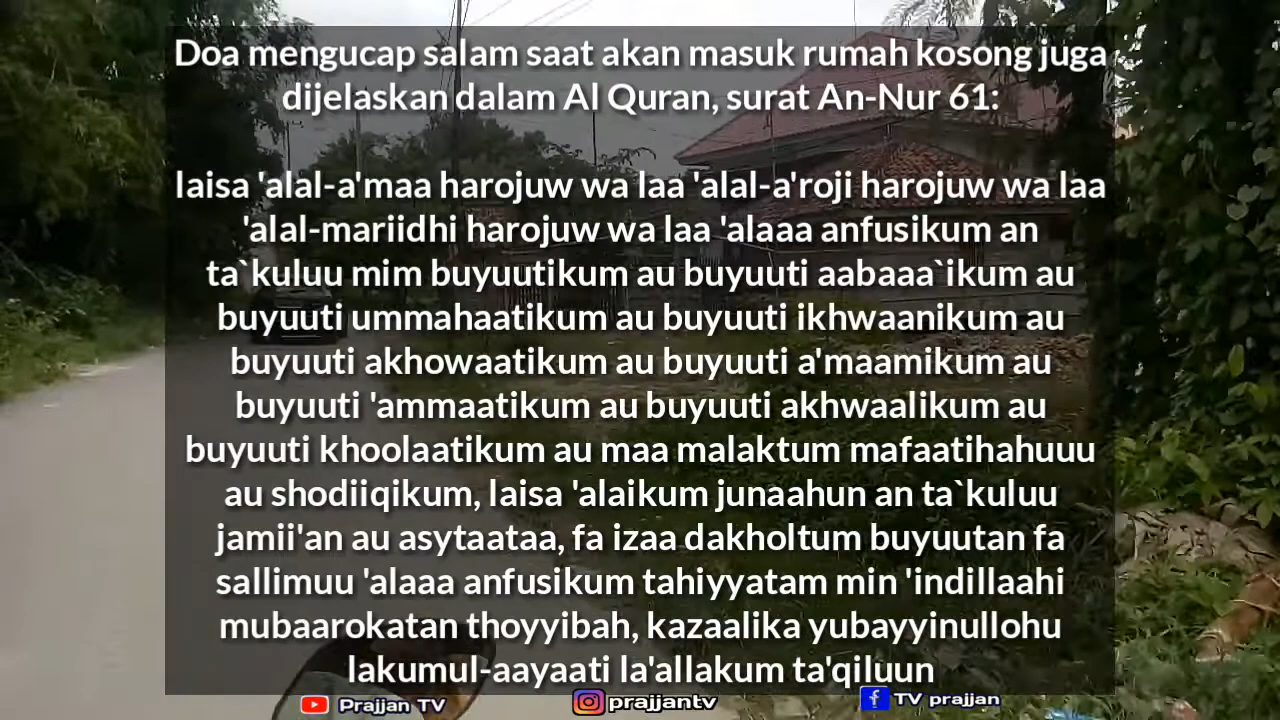 Doa mengucap salam saat akan masuk rumah kosong juga
dijelaskan dalam Al Quran, surat An-Nur 61:
laisa 'alal-a'maa harojuw wa laa 'alal-a'roji harojuw wa laa
'alal-mariidhi harojuw wa laa 'alaaa anfusikum an
ta`kuluu mim buyuutikum au buyuuti aabaaa`ikum au
buyuuti ummahaatikum au buyuuti ikhwaanikum au
buyuuti akhowaatikum au buyuuti a'maamikum au
buyuuti 'ammaatikum au buyuuti akhwaalikum au
buyuuti khoolaatikum au maa malaktum mafaatihahuuu
au shodiiqikum, laisa 'alaikum junaahun an ta`kuluu
jamii'an au asytaataa, fa izaa dakholtum buyuutan fa
sallimuu 'alaaa anfusikum tahiyyatam min 'indillaahi
mubaarokatan thoyyibah, kazaalika yubayyinullohu
lakumul-aayaati la'allakum ta'qiluun
Prajjan TV
prajjantv
TV prajjan